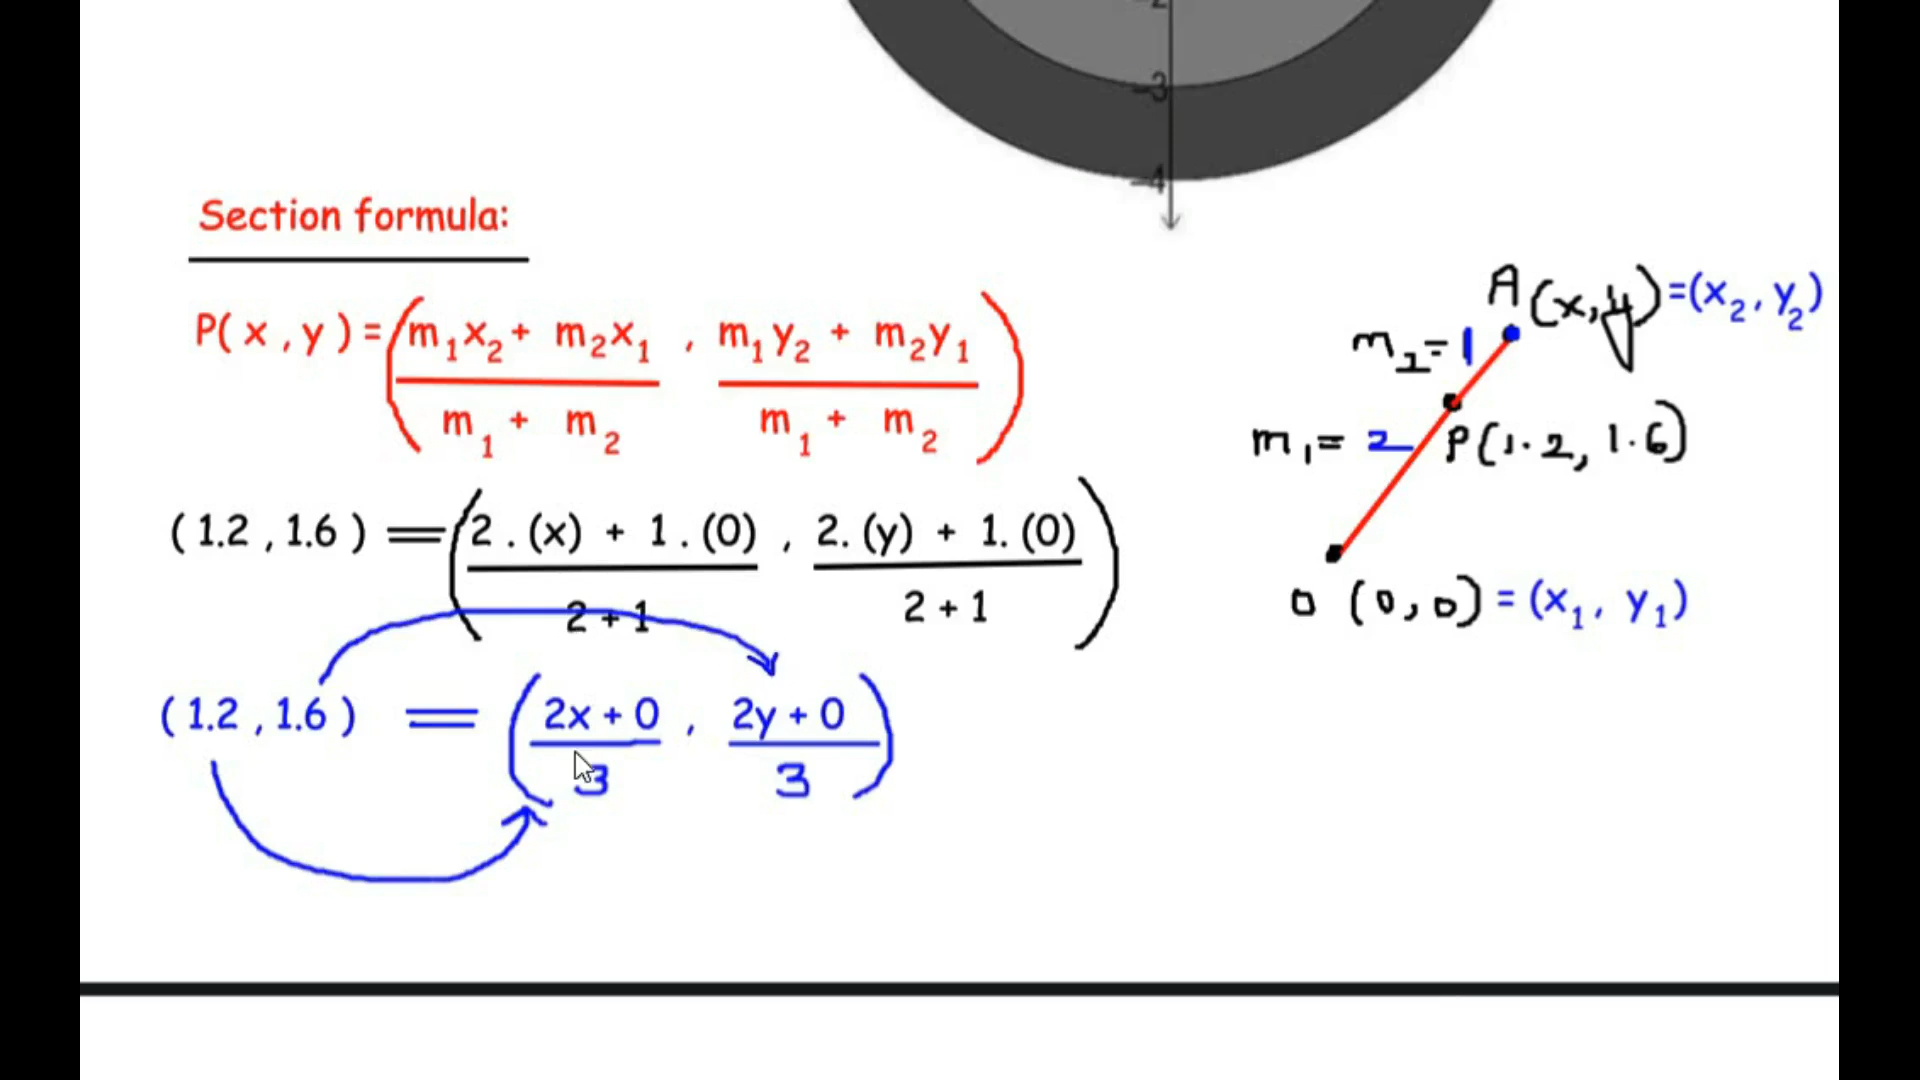 -2
-3
-4
Section formula:
P( x , y ) = ( m₁x₂ + m₂x₁ / m₁ + m₂ , m₁y₂ + m₂y₁ / m₁ + m₂ )
( 1.2 , 1.6 ) = ( 2 . (x) + 1 . (0) / 2 + 1 , 2. (y) + 1. (0) / 2 + 1 )
( 1.2 , 1.6 ) = ( 2x + 0 / 3 , 2y + 0 / 3 )
A (x,y) =(x₂, y₂)
m₂= 1
m₁= 2 P(1.2, 1.6)
O (0,0) = (x₁, y₁)